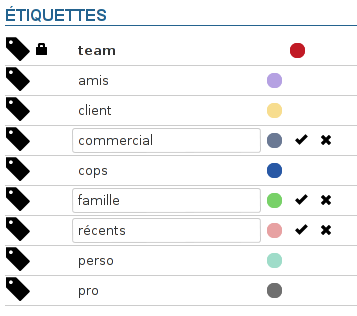 ÉTIQUETTES
team
amis
client
commercial
cops
famille
récents
perso
pro